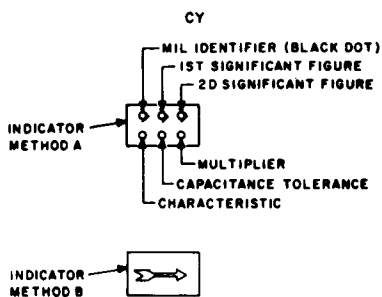 CY
MIL IDENTIFIER (BLACK DOT)
1ST SIGNIFICANT FIGURE
2D SIGNIFICANT FIGURE
INDICATOR
METHOD A
MULTIPLIER
CAPACITANCE TOLERANCE
CHARACTERISTIC
INDICATOR
METHOD B